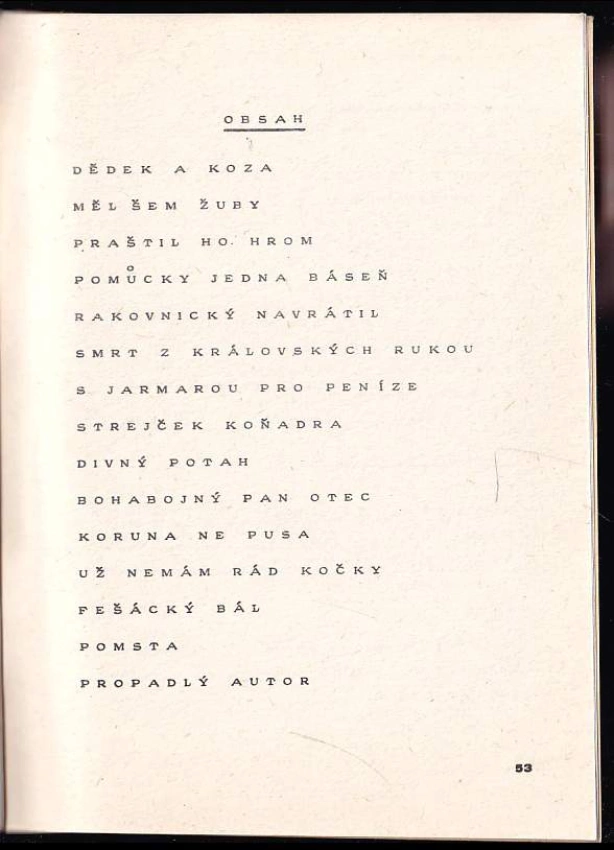 OBSAH
DĚDEK A KOZA
MĚL ŠEM ŽUBY
PRAŠTIL HO HROM
POMŮCKY JEDNA BÁSEŇ
RAKOVNICKÝ NAVRÁTIL
SMRT Z KRÁLOVSKÝCH RUKOU
S JARMAROU PRO PENÍZE
STREJČEK KOŇADRA
DIVNÝ POTAH
BOHABOJNÝ PAN OTEC
KORUNA NE PUSA
UŽ NEMÁM RÁD KOČKY
FEŠÁCKÝ BÁL
POMSTA
PROPADLÝ AUTOR
53